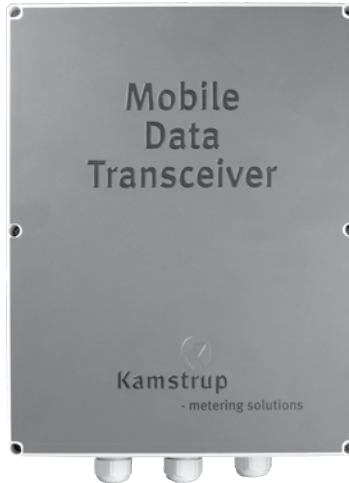 Mobile
Data
Transceiver
Kamstrup
- metering solutions